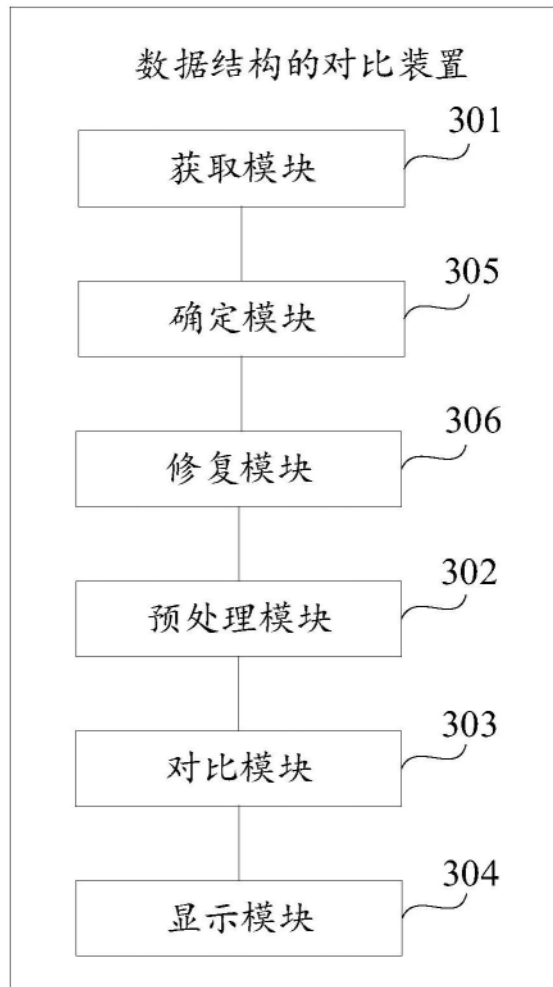 数据结构的对比装置
301
获取模块
305
确定模块
306
修复模块
302
预处理模块
303
对比模块
304
显示模块